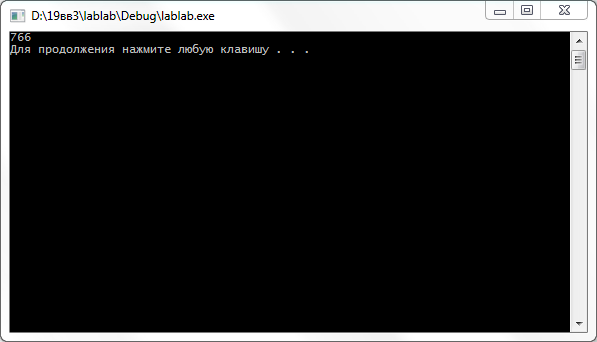 D:\19вв3\lablab\Debug\lablab.exe
766
Для продолжения нажмите любую клавишу . . .